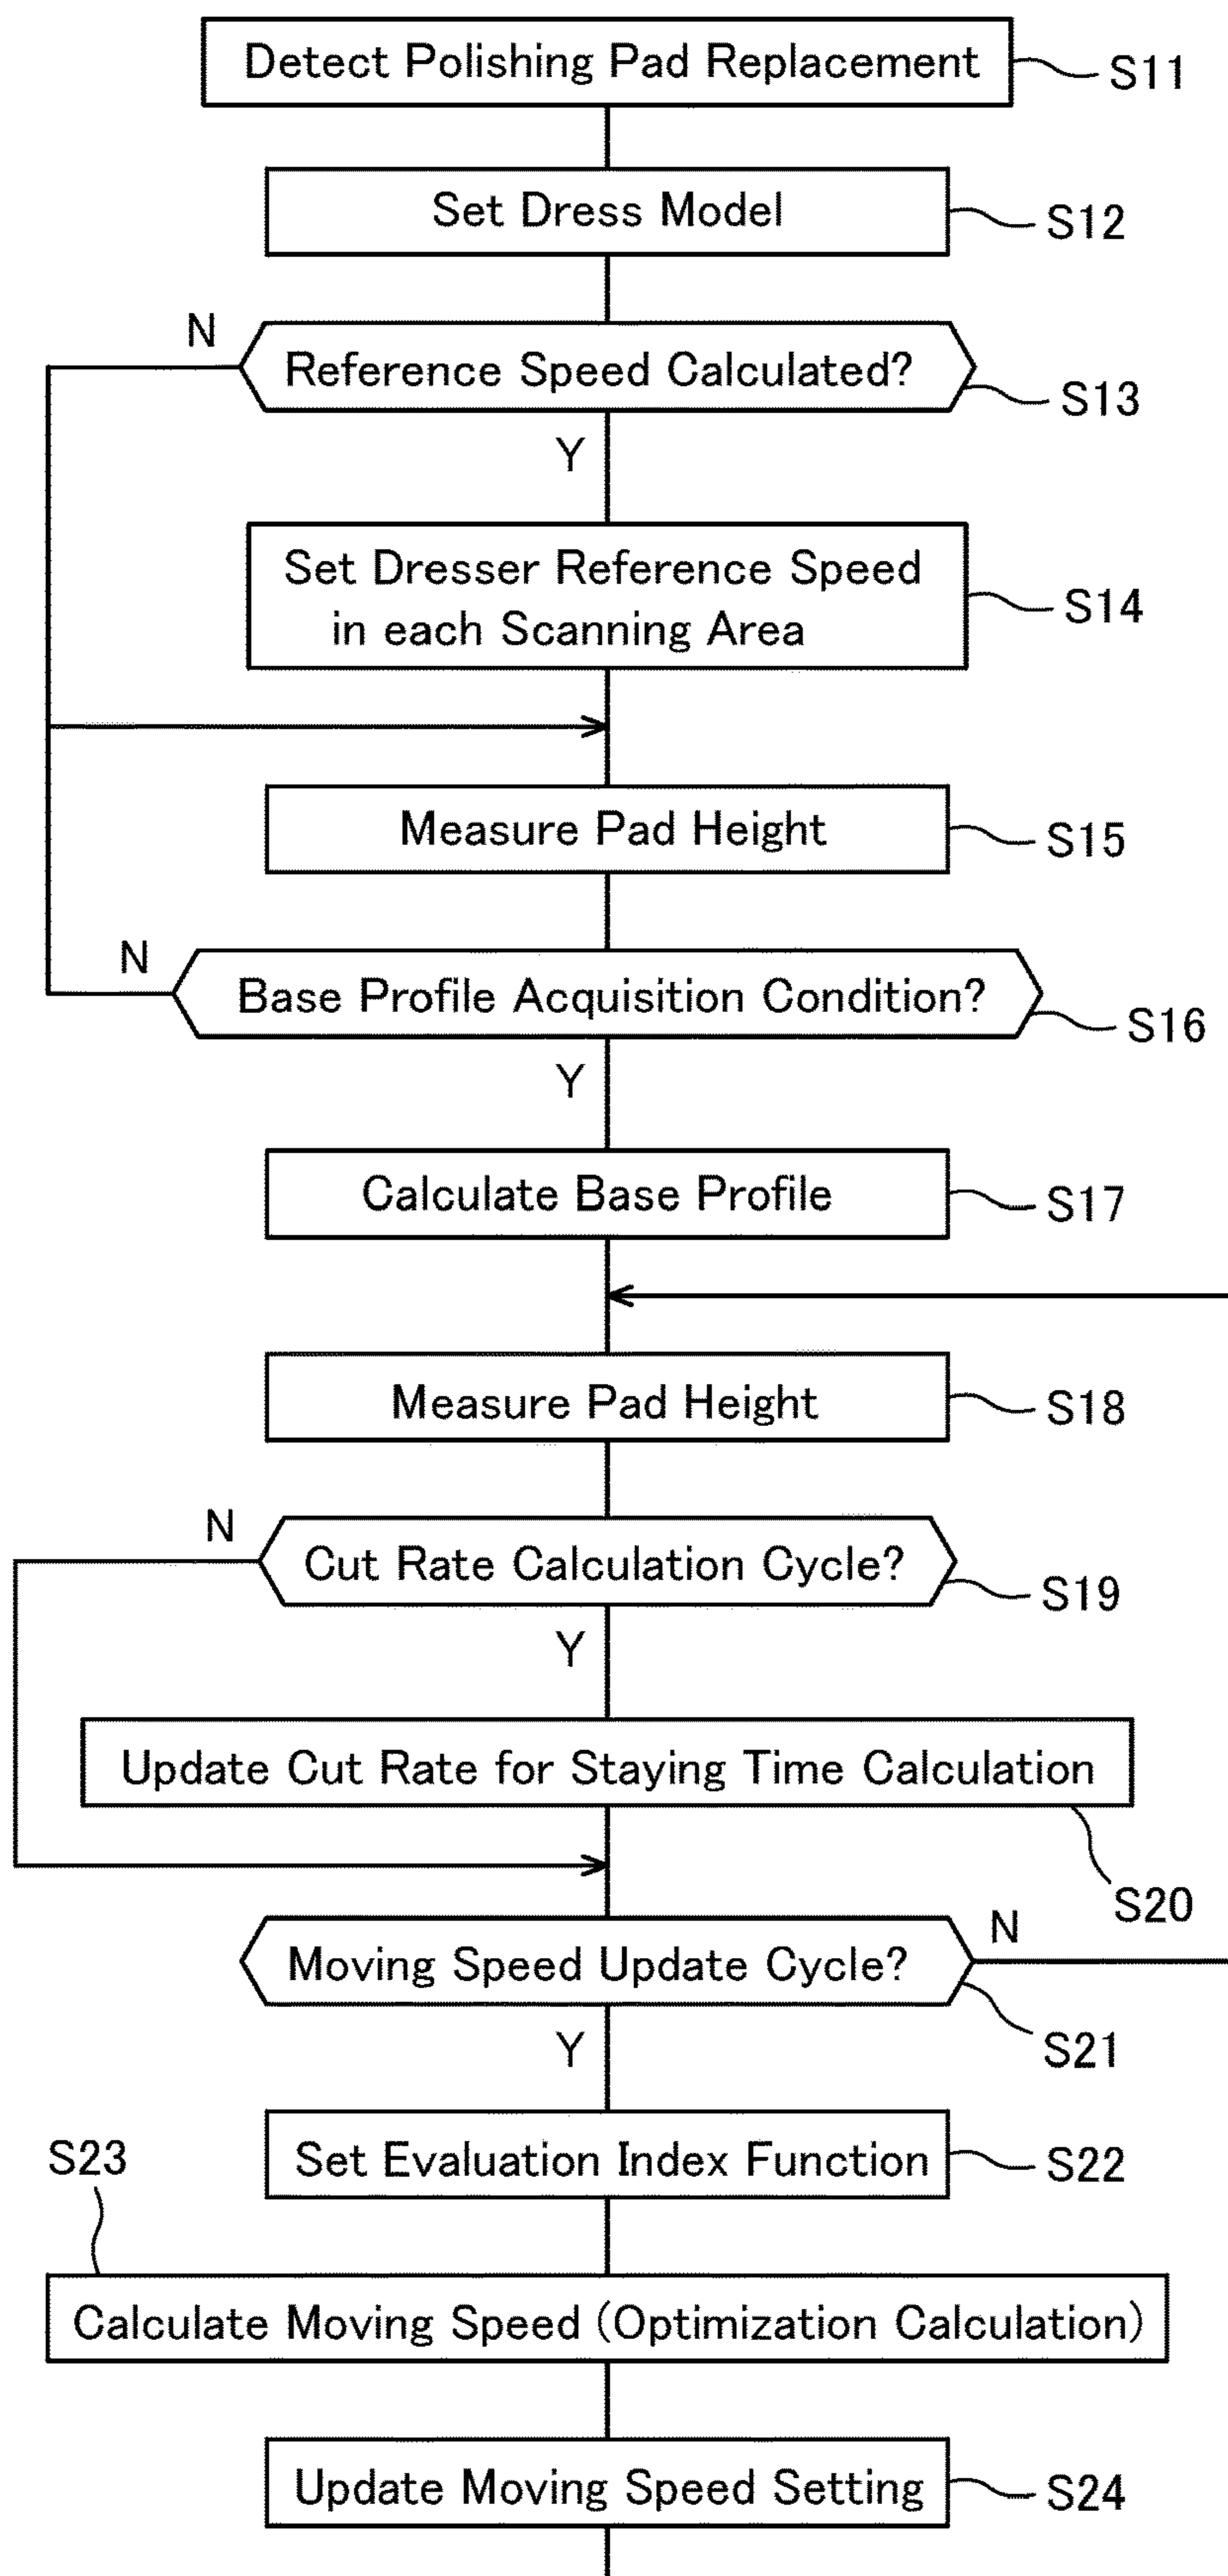 Detect Polishing Pad Replacement
S11
Set Dress Model
S12
N
Reference Speed Calculated?
S13
Y
Set Dresser Reference Speed
in each Scanning Area
S14
Measure Pad Height
S15
N
Base Profile Acquisition Condition?
S16
Y
Calculate Base Profile
S17
Measure Pad Height
S18
N
Cut Rate Calculation Cycle?
S19
Y
Update Cut Rate for Staying Time Calculation
S20
N
Moving Speed Update Cycle?
S21
Y
Set Evaluation Index Function
S22
S23
Calculate Moving Speed (Optimization Calculation)
Update Moving Speed Setting
S24